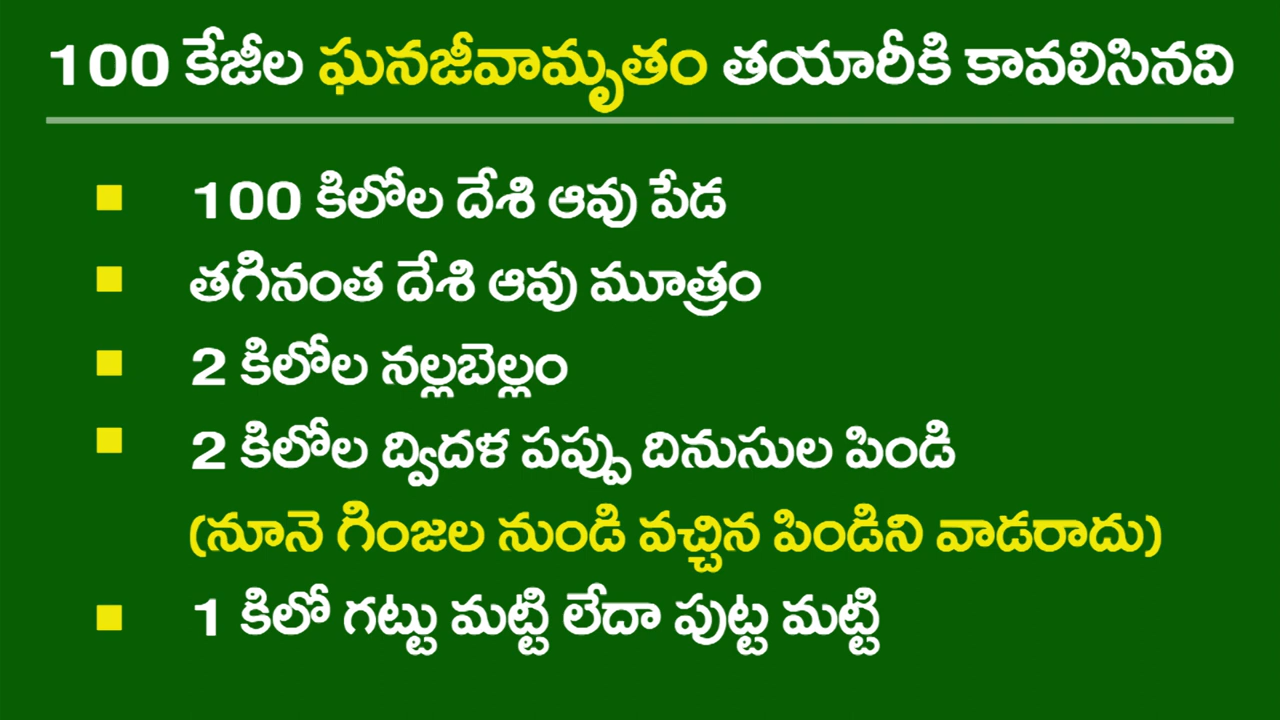 100 కేజీల ఘనజీవామృతం తయారీకి కావలిసినవి
100 కిలోల దేశి ఆవు పేడ
తగినంత దేశి ఆవు మూత్రం
2 కిలోల నల్లబెల్లం
2 కిలోల ద్విదళ పప్పు దినుసుల పిండి
(నూనె గింజల నుండి వచ్చిన పిండిని వాడరాదు)
1 కిలో గట్టు మట్టి లేదా పుట్ట మట్టి